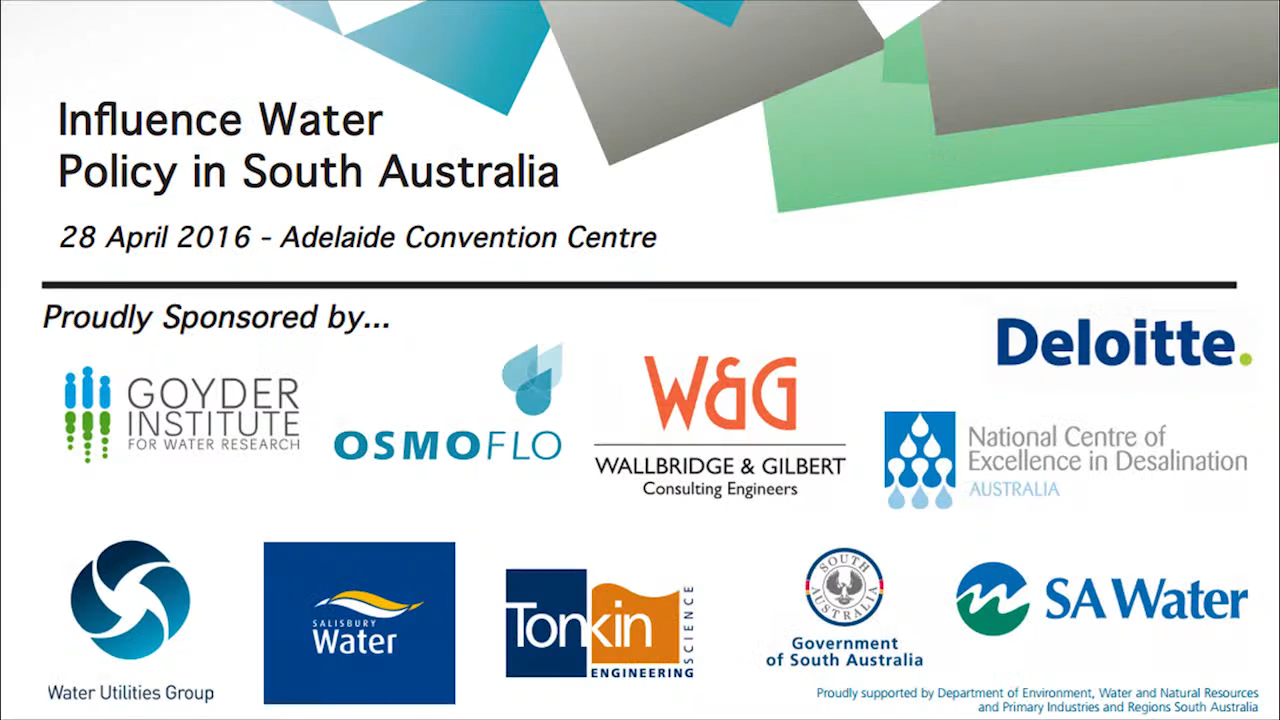 Influence Water
Policy in South Australia
28 April 2016 - Adelaide Convention Centre
Proudly Sponsored by...
Deloitte.
GOYDER
INSTITUTE
FOR WATER RESEARCH
OSMOFLO
W&G
WALLBRIDGE & GILBERT
Consulting Engineers
National Centre of
Excellence in Desalination
AUSTRALIA
Water Utilities Group
SALISBURY
Water
Tonkin
ENGINEERING
SCIENCE
SOUTH
AUSTRALIA
Government
of South Australia
SA Water
Proudly supported by Department of Environment, Water and Natural Resources
and Primary Industries and Regions South Australia